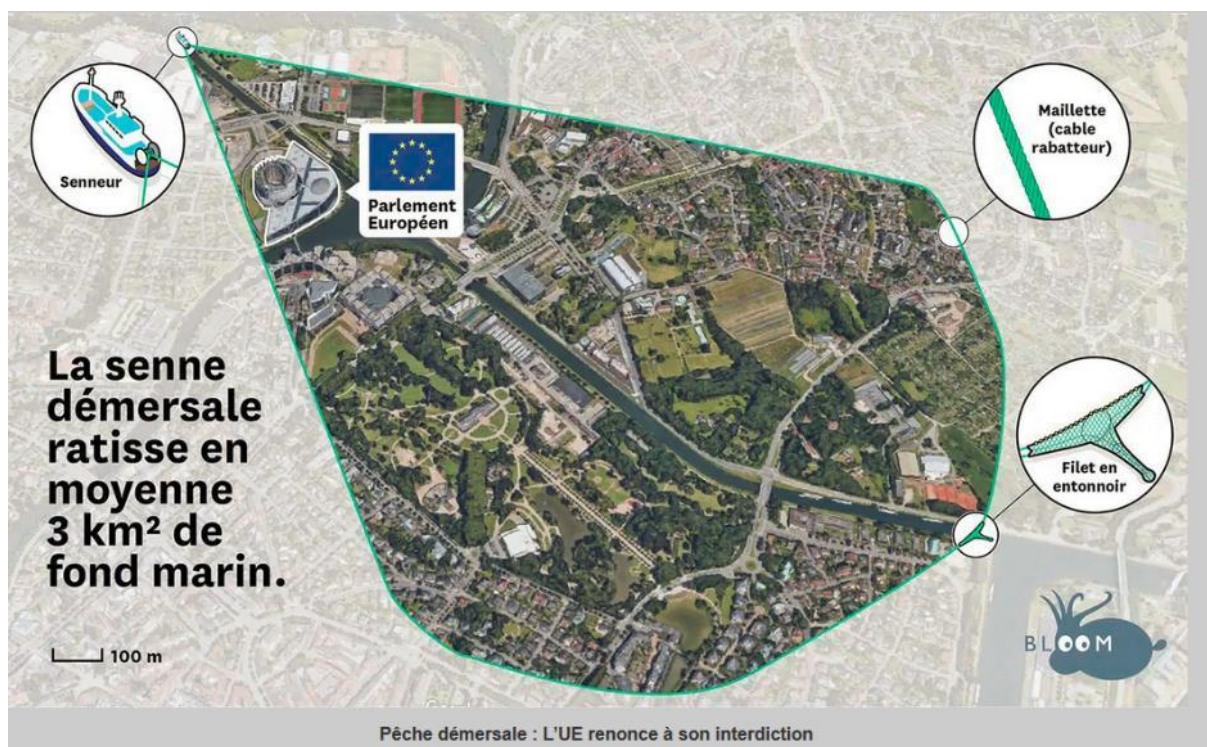 Senneur
Parlement
Européen
Maillette
(cable
rabatteur)
La senne
démersale
ratisse en
moyenne
3 km² de
fond marin.
Filet en
entonnoir
100 m
BLOOM
Pêche démersale : L'UE renonce à son interdiction